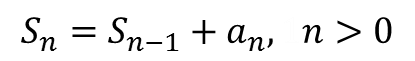 Sₙ = Sₙ₋₁ + aₙ, n > 0